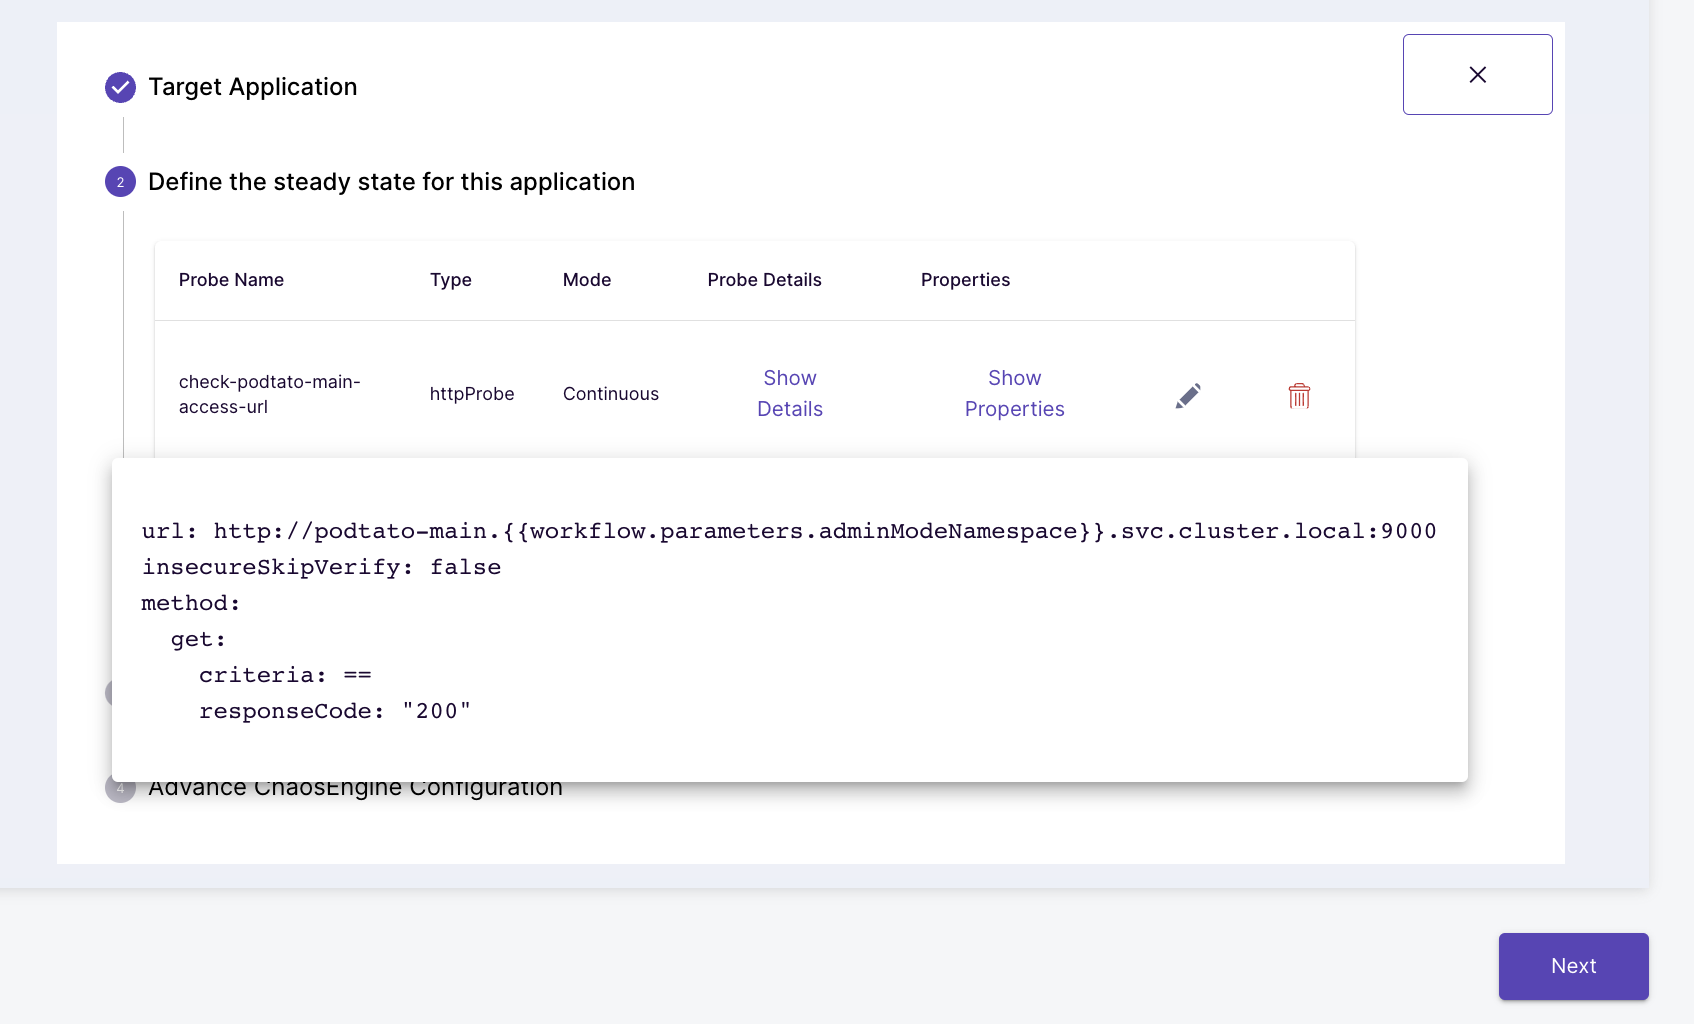 Target Application
2
Define the steady state for this application
Probe Name Type Mode Probe Details Properties
check-podtato-main-
access-url
httpProbe
Continuous
Show
Details
Show
Properties
url: http://podtato-main.{{workflow.parameters.adminModeNamespace}}.svc.cluster.local:9000
insecureSkipVerify: false
method:
  get:
    criteria: ==
    responseCode: "200"
4
Advance ChaosEngine Configuration
Next